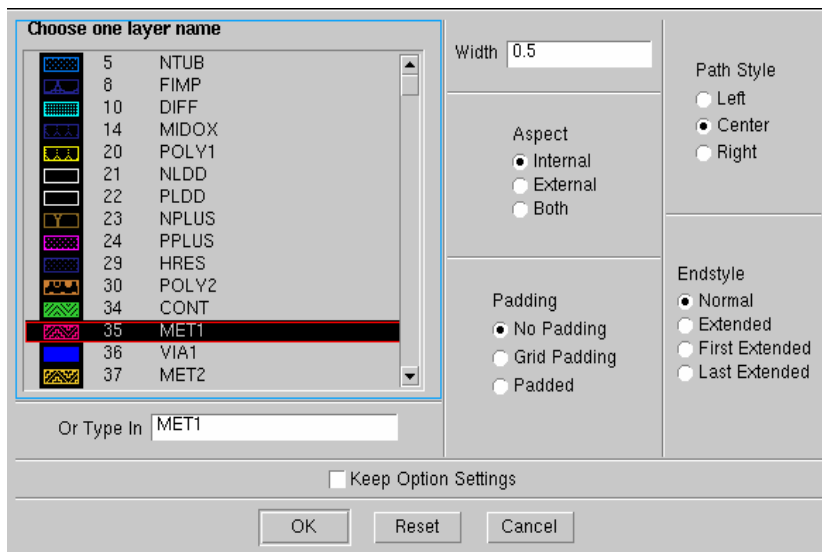 Choose one layer name
5 NTUB
8 FIMP
10 DIFF
14 MIDOX
20 POLY1
21 NLDD
22 PLDD
23 NPLUS
24 PPLUS
29 HRES
30 POLY2
34 CONT
35 MET1
36 VIA1
37 MET2
Or Type In MET1
Width 0.5
Aspect
Internal
External
Both
Padding
No Padding
Grid Padding
Padded
Path Style
Left
Center
Right
Endstyle
Normal
Extended
First Extended
Last Extended
Keep Option Settings
OK Reset Cancel